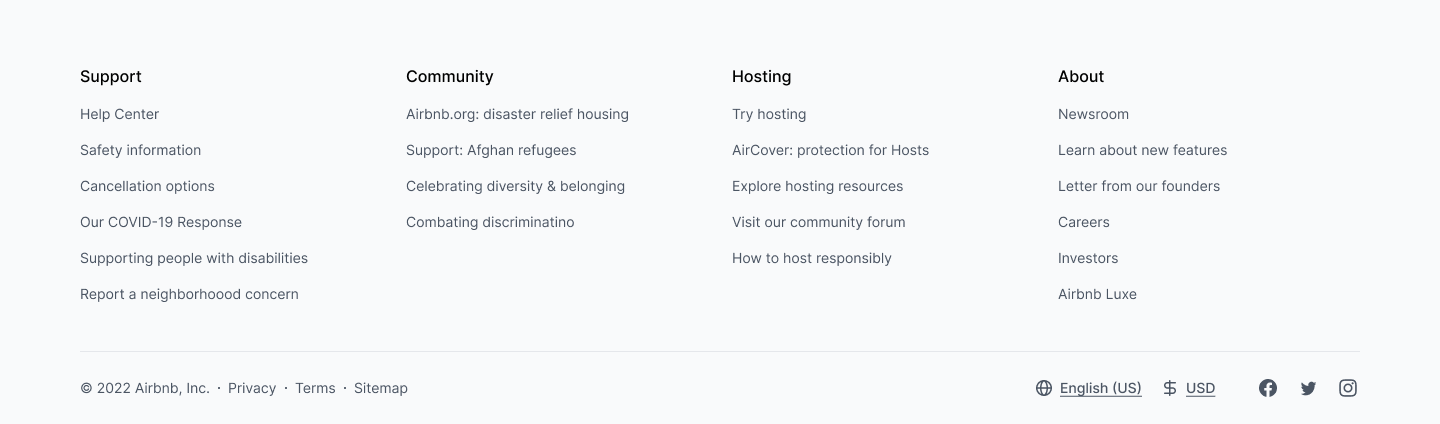 Support
Help Center
Safety information
Cancellation options
Our COVID-19 Response
Supporting people with disabilities
Report a neighborhoood concern
Community
Airbnb.org: disaster relief housing
Support: Afghan refugees
Celebrating diversity & belonging
Combating discriminatino
Hosting
Try hosting
AirCover: protection for Hosts
Explore hosting resources
Visit our community forum
How to host responsibly
About
Newsroom
Learn about new features
Letter from our founders
Careers
Investors
Airbnb Luxe
© 2022 Airbnb, Inc. · Privacy · Terms · Sitemap
English (US) $ USD